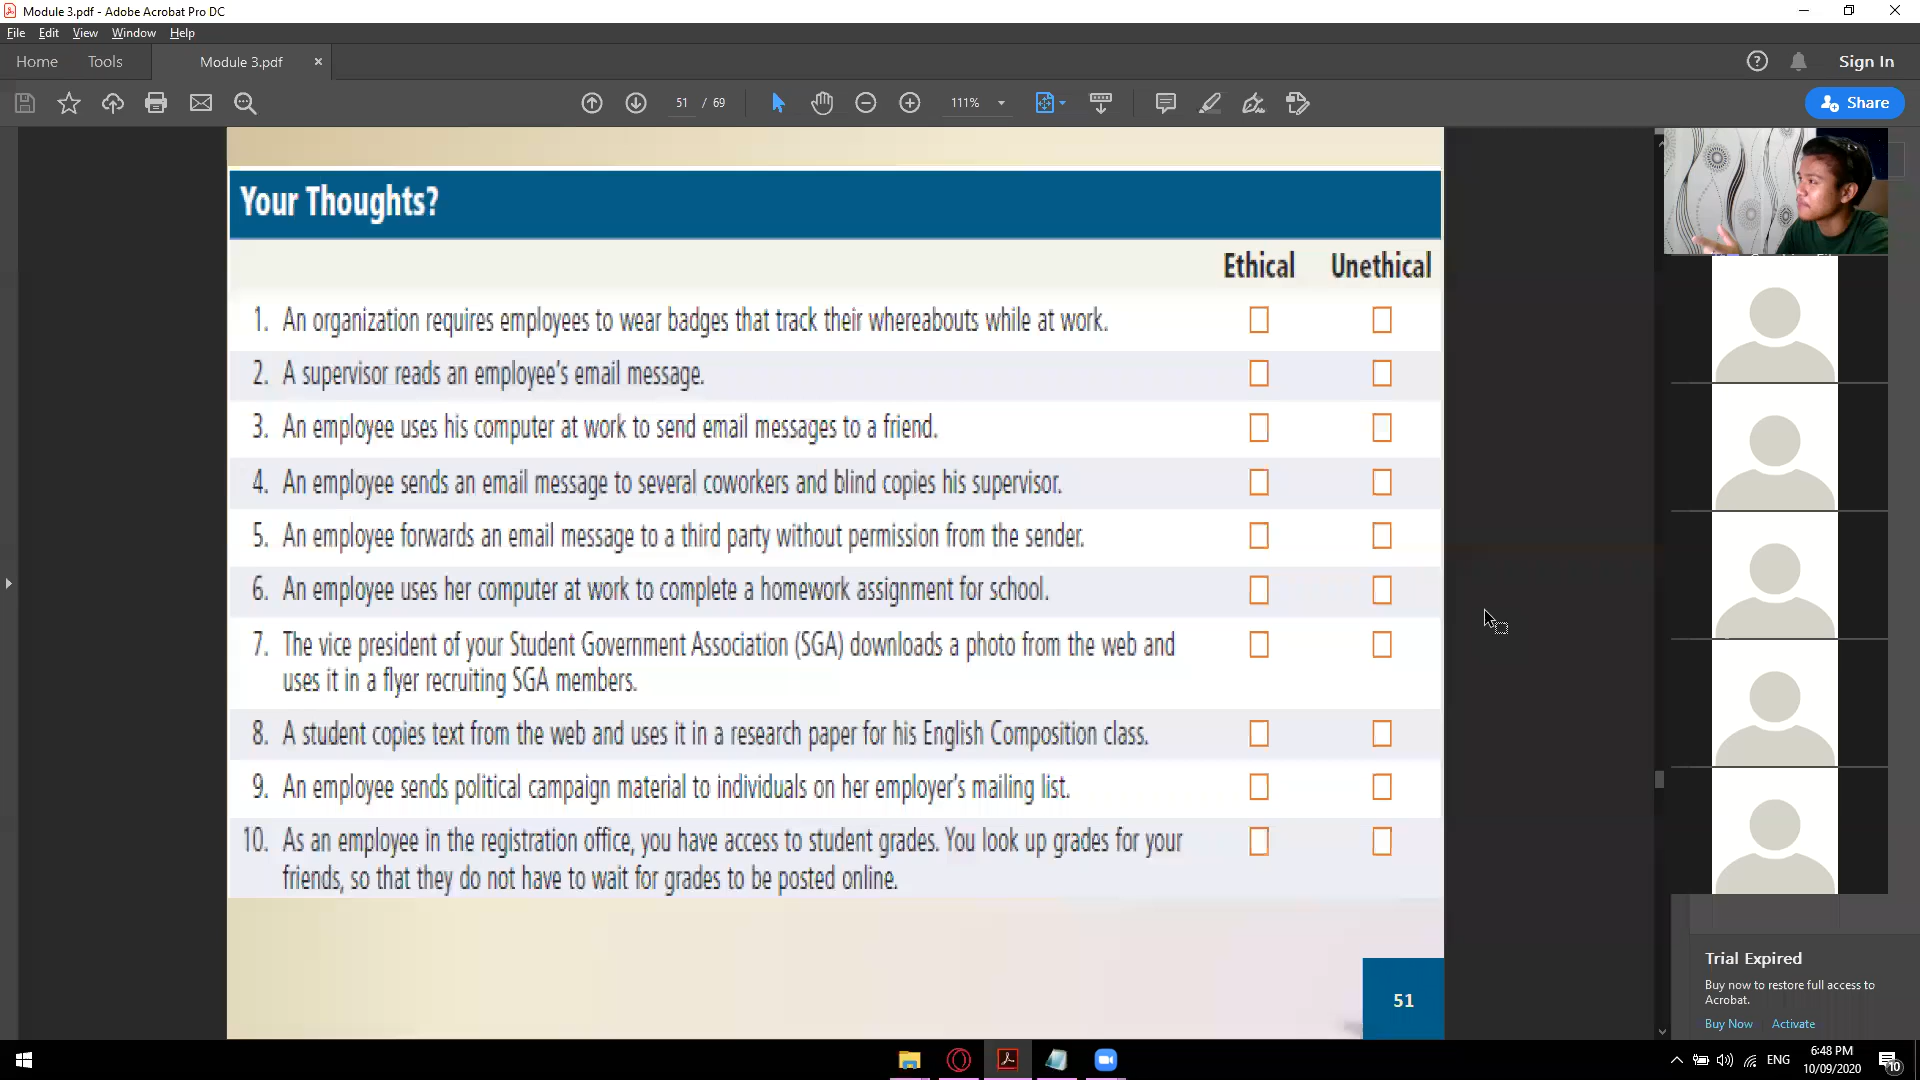 Module 3.pdf - Adobe Acrobat Pro DC
File Edit View Window Help
Home Tools Module 3.pdf × Sign In
51 / 69 111% Share
Your Thoughts?
Ethical Unethical
1. An organization requires employees to wear badges that track their whereabouts while at work.
2. A supervisor reads an employee's email message.
3. An employee uses his computer at work to send email messages to a friend.
4. An employee sends an email message to several coworkers and blind copies his supervisor.
5. An employee forwards an email message to a third party without permission from the sender.
6. An employee uses her computer at work to complete a homework assignment for school.
7. The vice president of your Student Government Association (SGA) downloads a photo from the web and
uses it in a flyer recruiting SGA members.
8. A student copies text from the web and uses it in a research paper for his English Composition class.
9. An employee sends political campaign material to individuals on her employer's mailing list.
10. As an employee in the registration office, you have access to student grades. You look up grades for your
friends, so that they do not have to wait for grades to be posted online.
51
Trial Expired
Buy now to restore full access to
Acrobat.
Buy Now Activate
ENG
6:48 PM
10/09/2020
10